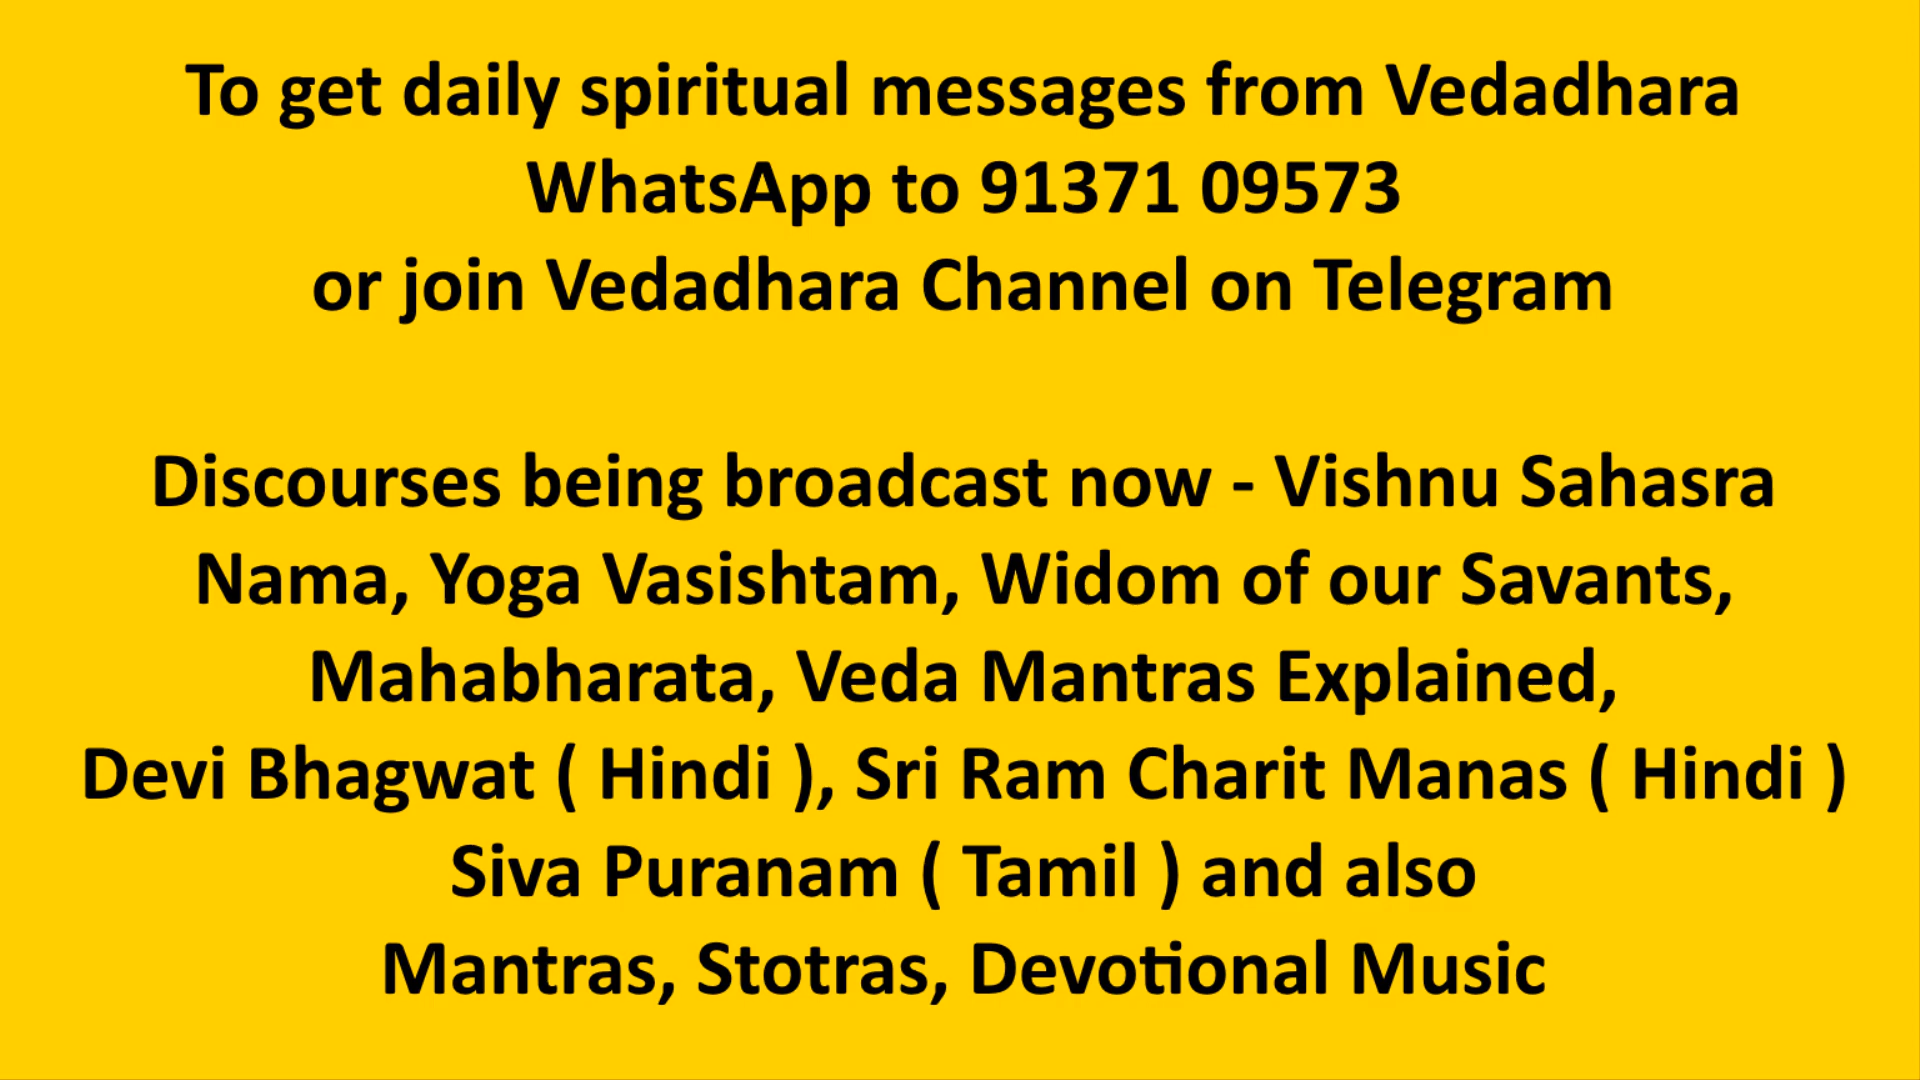 To get daily spiritual messages from Vedadhara
WhatsApp to 91371 09573
or join Vedadhara Channel on Telegram
Discourses being broadcast now - Vishnu Sahasra
Nama, Yoga Vasishtam, Widom of our Savants,
Mahabharata, Veda Mantras Explained,
Devi Bhagwat ( Hindi ), Sri Ram Charit Manas ( Hindi )
Siva Puranam ( Tamil ) and also
Mantras, Stotras, Devotional Music